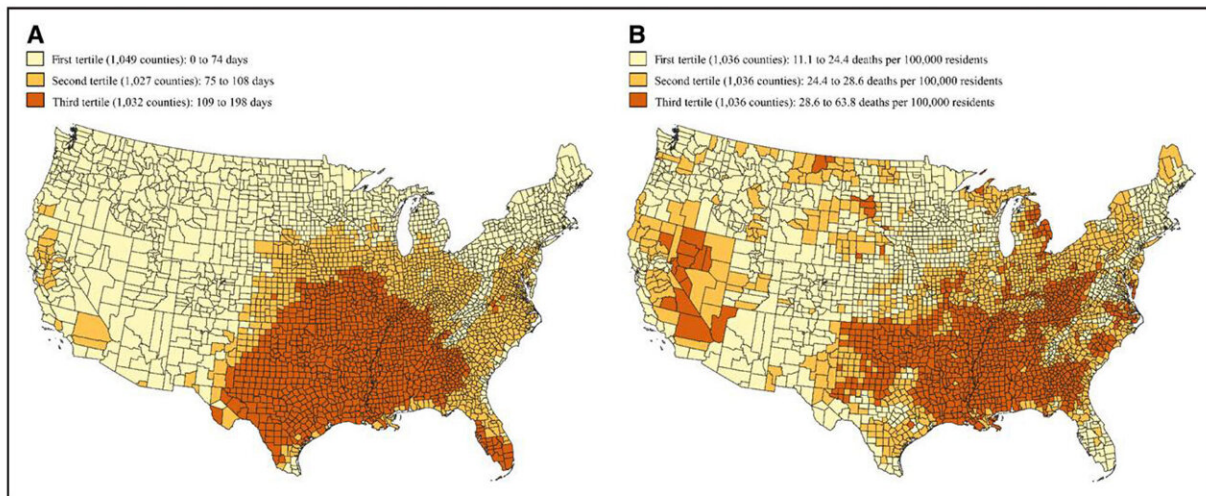 A
First tertile (1,049 counties): 0 to 74 days
Second tertile (1,027 counties): 75 to 108 days
Third tertile (1,032 counties): 109 to 198 days
B
First tertile (1,036 counties): 11.1 to 24.4 deaths per 100,000 residents
Second tertile (1,036 counties): 24.4 to 28.6 deaths per 100,000 residents
Third tertile (1,036 counties): 28.6 to 63.8 deaths per 100,000 residents